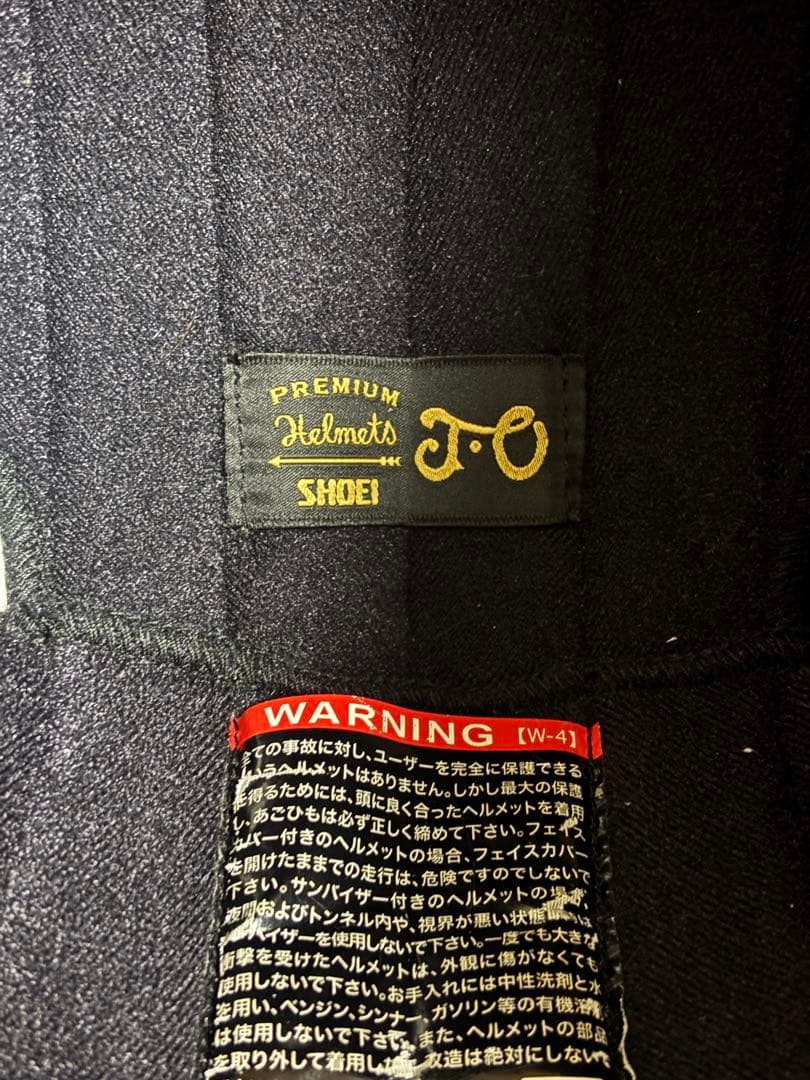 PREMIUM
Helmets
SHOEI
J・O
WARNING 【W-4】
全ての事故に対し、ユーザーを完全に保護できる
いうヘルメットはありません。しかし最大の保護
を得るためには、頭に良く合ったヘルメットを着用
し、あごひもは必ず正しく締めて下さい。フェイス
カバー付きのヘルメットの場合、フェイスカバー
を開けたままでの走行は、危険ですのでしないで
下さい。サンバイザー付きのヘルメットの場
夜間およびトンネル内や、視界が悪い状態 は
バイザーを使用しないで下さい。一度でも大きな
衝撃を受けたヘルメットは、外観に傷がなくても
使用しないで下さい。お手入れには中性洗剤と水
を用い、ベンジン、シンナー、ガソリン等の有機溶
は使用しないで下さ 。また、ヘルメットの部品
を取り外して着用した 改造は絶対にしないで